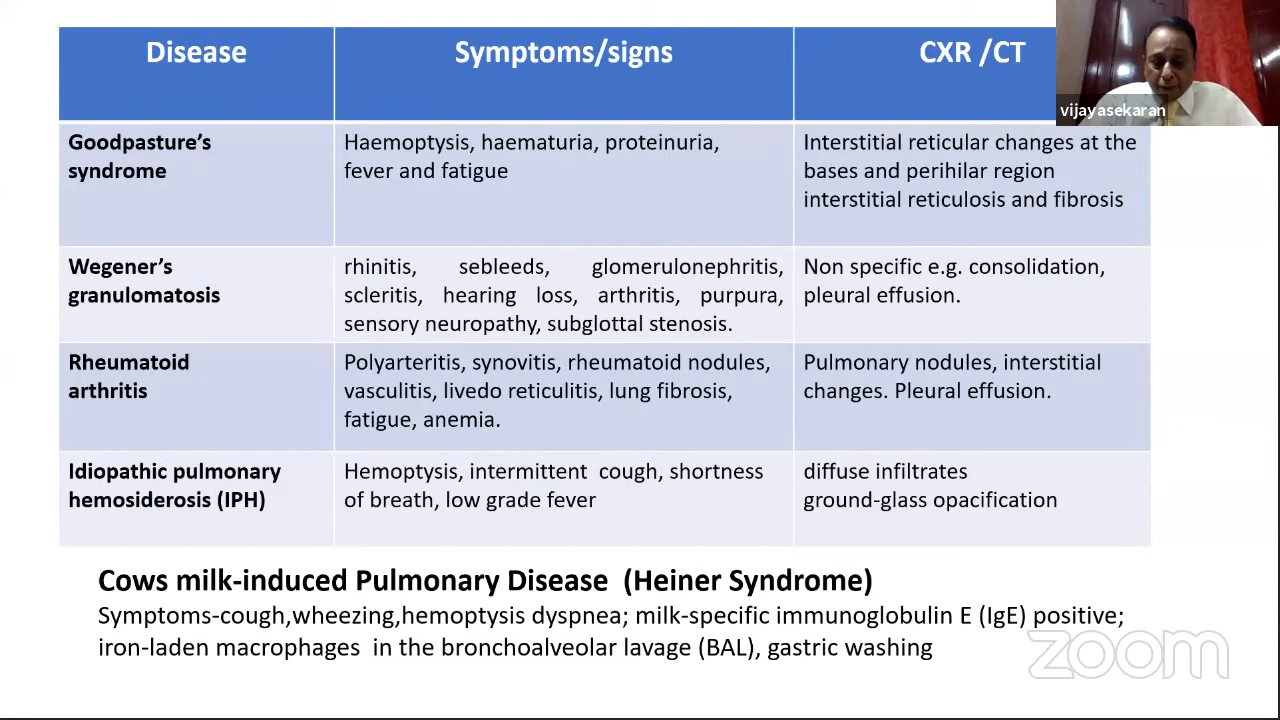 Disease
Symptoms/signs
CXR /CT
vijayasekaran
Goodpasture's
syndrome
Haemoptysis, haematuria, proteinuria,
fever and fatigue
Interstitial reticular changes at the
bases and perihilar region
interstitial reticulosis and fibrosis
Wegener's
granulomatosis
rhinitis, sebleeds, glomerulonephritis,
scleritis, hearing loss, arthritis, purpura,
sensory neuropathy, subglottal stenosis.
Non specific e.g. consolidation,
pleural effusion.
Rheumatoid
arthritis
Polyarteritis, synovitis, rheumatoid nodules,
vasculitis, livedo reticulitis, lung fibrosis,
fatigue, anemia.
Pulmonary nodules, interstitial
changes. Pleural effusion.
Idiopathic pulmonary
hemosiderosis (IPH)
Hemoptysis, intermittent cough, shortness
of breath, low grade fever
diffuse infiltrates
ground-glass opacification
Cows milk-induced Pulmonary Disease (Heiner Syndrome)
Symptoms-cough,wheezing,hemoptysis dyspnea; milk-specific immunoglobulin E (IgE) positive;
iron-laden macrophages in the bronchoalveolar lavage (BAL), gastric washing
zoom